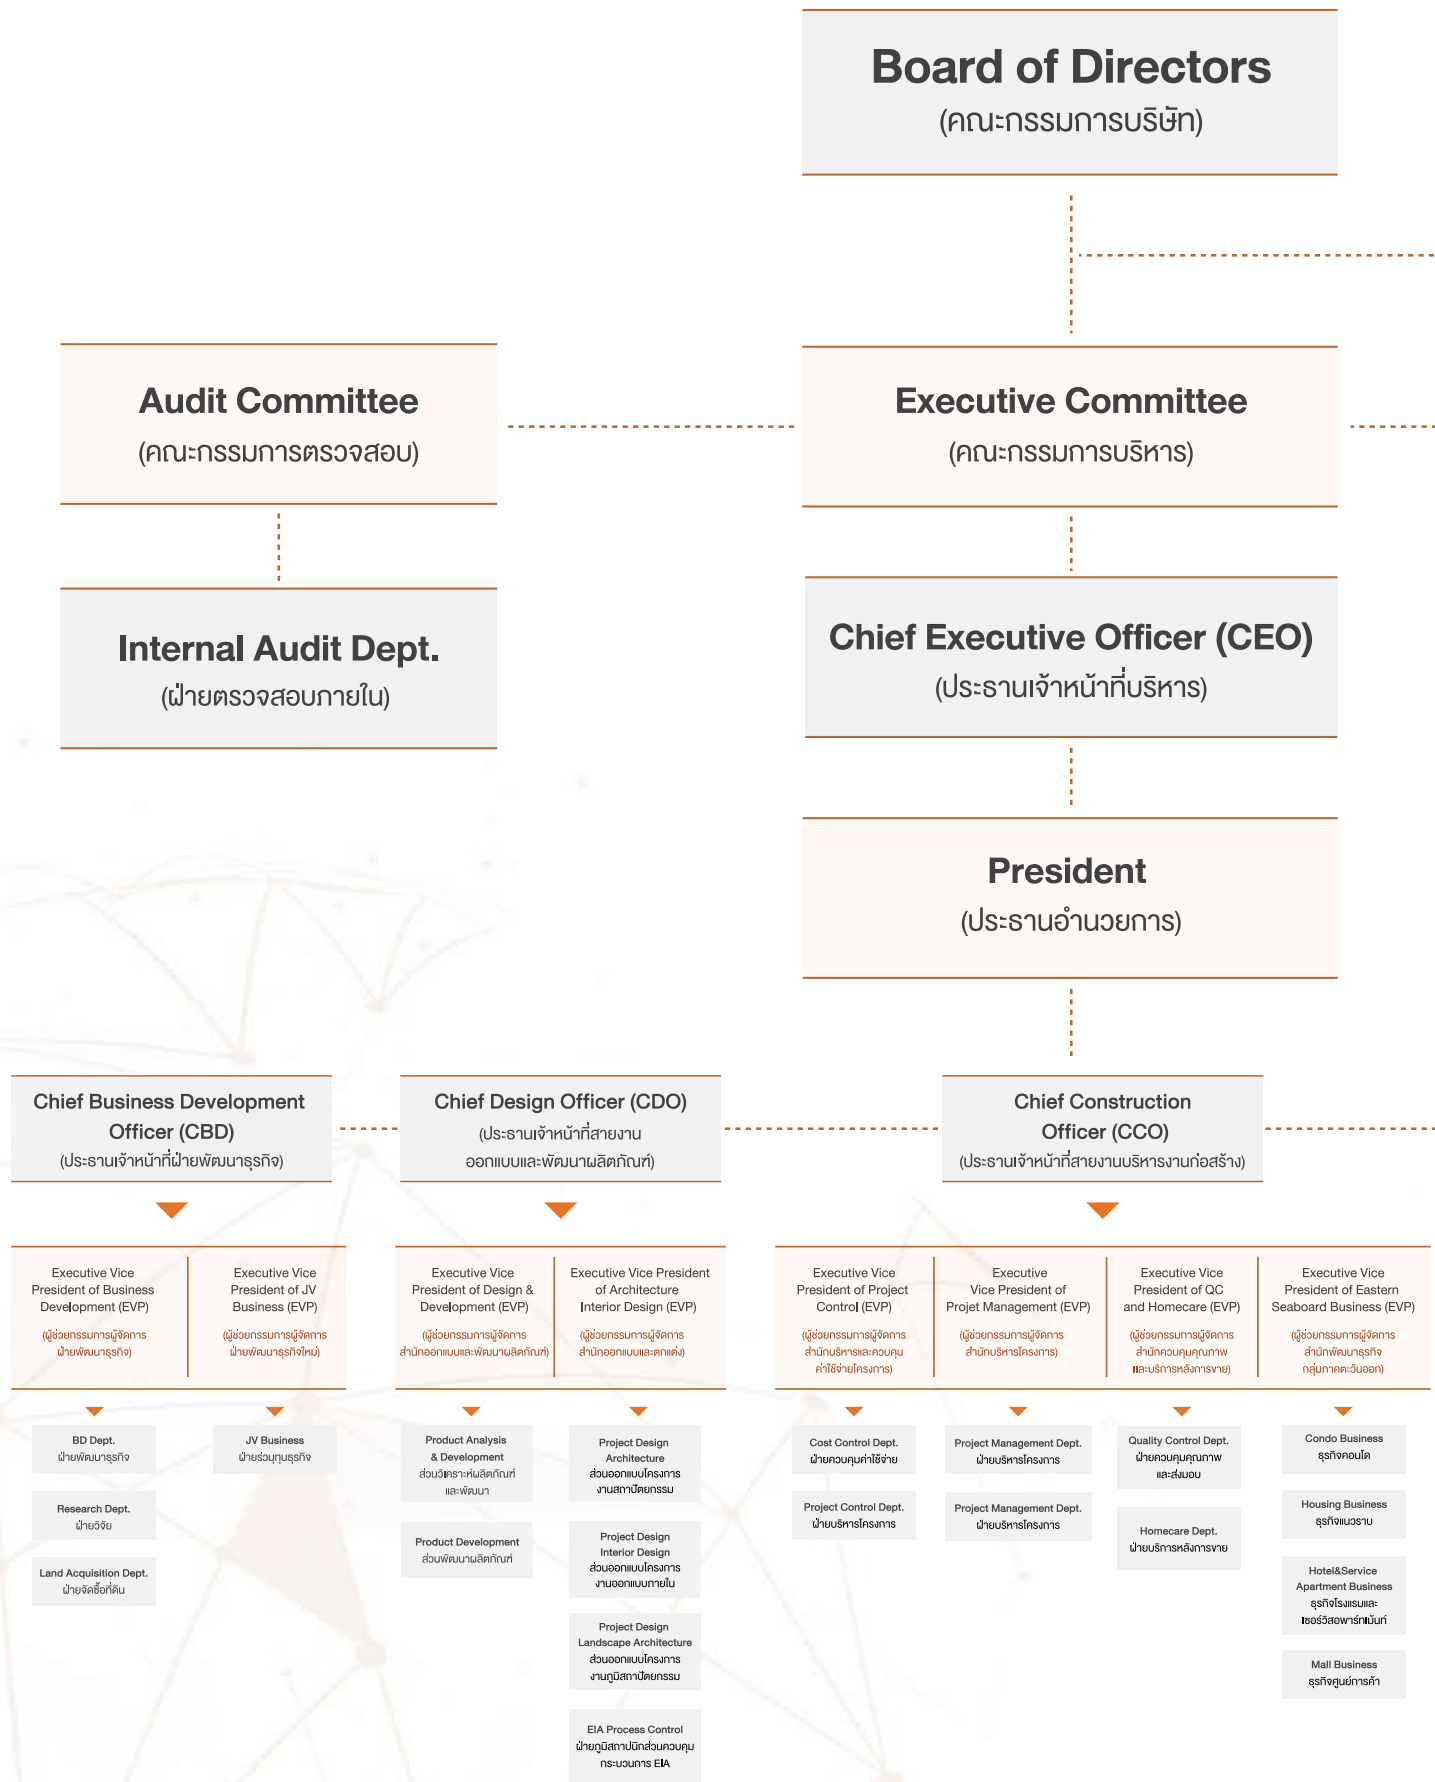 Board of Directors
(คณะกรรมการบริษัท)
Audit Committee
(คณะกรรมการตรวจสอบ)
Executive Committee
(คณะกรรมการบริหาร)
Internal Audit Dept.
(ฝ่ายตรวจสอบภายใน)
Chief Executive Officer (CEO)
(ประธานเจ้าหน้าที่บริหาร)
President
(ประธานอำนวยการ)
Chief Business Development
Officer (CBD)
(ประธานเจ้าหน้าที่ฝ่ายพัฒนาธุรกิจ)
Chief Design Officer (CDO)
(ประธานเจ้าหน้าที่สายงาน
ออกแบบและพัฒนาผลิตภัณฑ์)
Chief Construction
Officer (CCO)
(ประธานเจ้าหน้าที่สายงานบริหารงานก่อสร้าง)
Executive Vice
President of Business
Development (EVP)
(ผู้ช่วยกรรมการผู้จัดการ
ฝ่ายพัฒนาธุรกิจ)
Executive Vice
President of JV
Business (EVP)
(ผู้ช่วยกรรมการผู้จัดการ
ฝ่ายพัฒนาธุรกิจใหม่)
Executive Vice
President of Design &
Development (EVP)
(ผู้ช่วยกรรมการผู้จัดการ
สำนักออกแบบและพัฒนาผลิตภัณฑ์)
Executive Vice President
of Architecture
Interior Design (EVP)
(ผู้ช่วยกรรมการผู้จัดการ
สำนักออกแบบและตกแต่ง)
Executive Vice
President of Project
Control (EVP)
(ผู้ช่วยกรรมการผู้จัดการ
สำนักบริหารและควบคุม
ค่าใช้จ่ายโครงการ)
Executive
Vice President of
Projet Management (EVP)
(ผู้ช่วยกรรมการผู้จัดการ
สำนักบริหารโครงการ)
Executive Vice
President of QC
and Homecare (EVP)
(ผู้ช่วยกรรมการผู้จัดการ
สำนักควบคุมคุณภาพ
และบริการหลังการขาย)
Executive Vice
President of Eastern
Seaboard Business (EVP)
(ผู้ช่วยกรรมการผู้จัดการ
สำนักพัฒนาธุรกิจ
กลุ่มภาคตะวันออก)
BD Dept.
ฝ่ายพัฒนาธุรกิจ
Research Dept.
ฝ่ายวิจัย
Land Acquisition Dept.
ฝ่ายจัดซื้อที่ดิน
JV Business
ฝ่ายร่วมทุนธุรกิจ
Product Analysis
& Development
ส่วนวิเคราะห์ผลิตภัณฑ์
และพัฒนา
Product Development
ส่วนพัฒนาผลิตภัณฑ์
Project Design
Architecture
ส่วนออกแบบโครงการ
งานสถาปัตยกรรม
Project Design
Interior Design
ส่วนออกแบบโครงการ
งานออกแบบภายใน
Project Design
Landscape Architecture
ส่วนออกแบบโครงการ
งานภูมิสถาปัตยกรรม
EIA Process Control
ฝ่ายภูมิสถาปนิกส่วนควบคุม
กระบวนการ EIA
Cost Control Dept.
ฝ่ายควบคุมค่าใช้จ่าย
Project Control Dept.
ฝ่ายบริหารโครงการ
Project Management Dept.
ฝ่ายบริหารโครงการ
Project Management Dept.
ฝ่ายบริหารโครงการ
Quality Control Dept.
ฝ่ายควบคุมคุณภาพ
และส่งมอบ
Homecare Dept.
ฝ่ายบริการหลังการขาย
Condo Business
ธุรกิจคอนโด
Housing Business
ธุรกิจแนวราบ
Hotel&Service
Apartment Business
ธุรกิจโรงแรมและ
เซอร์วิสอพาร์ทเม้นท์
Mall Business
ธุรกิจศูนย์การค้า